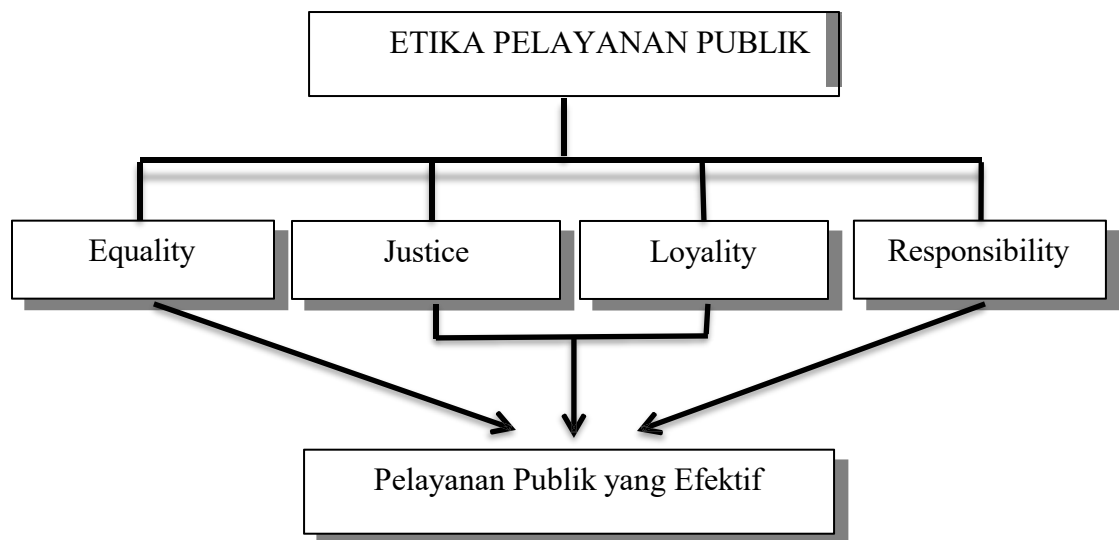 ETIKA PELAYANAN PUBLIK
Equality
Justice
Loyality
Responsibility
Pelayanan Publik yang Efektif